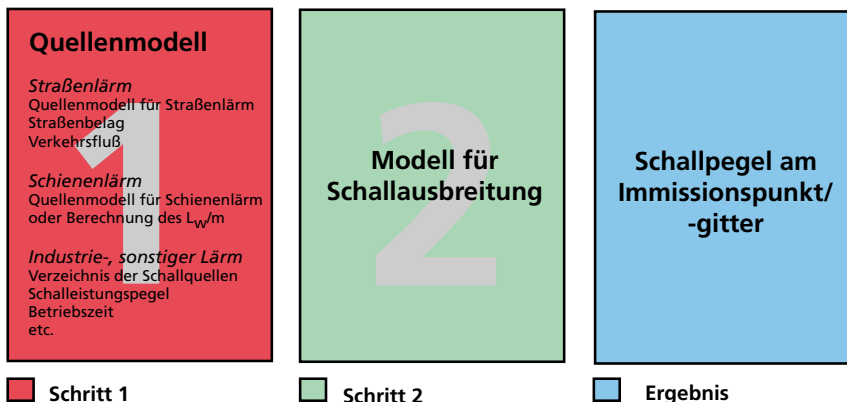 Quellenmodell
Straßenlärm
Quellenmodell für Straßenlärm
Straßenbelag
Verkehrsfluß
Schienenlärm
Quellenmodell für Schienenlärm
oder Berechnung des LW/m
Industrie-, sonstiger Lärm
Verzeichnis der Schallquellen
Schalleistungspegel
Betriebszeit
etc.
1
Schritt 1
2
Modell für
Schallausbreitung
Schritt 2
Schallpegel am
Immissionspunkt/
-gitter
Ergebnis